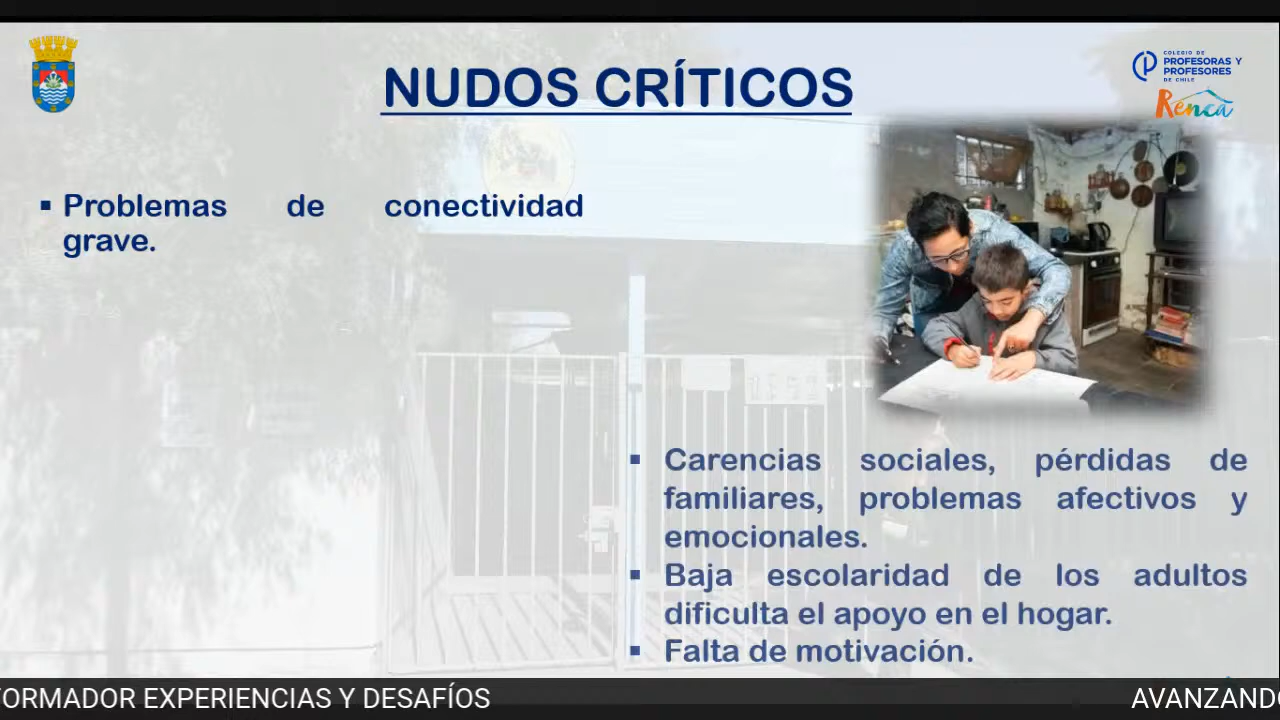 NUDOS CRÍTICOS
COLEGIO DE
PROFESORAS Y
PROFESORES
DE CHILE
Renca
▪ Problemas de conectividad
grave.
▪ Carencias sociales, pérdidas de
familiares, problemas afectivos y
emocionales.
▪ Baja escolaridad de los adultos
dificulta el apoyo en el hogar.
▪ Falta de motivación.
FORMADOR EXPERIENCIAS Y DESAFÍOS
AVANZANDO